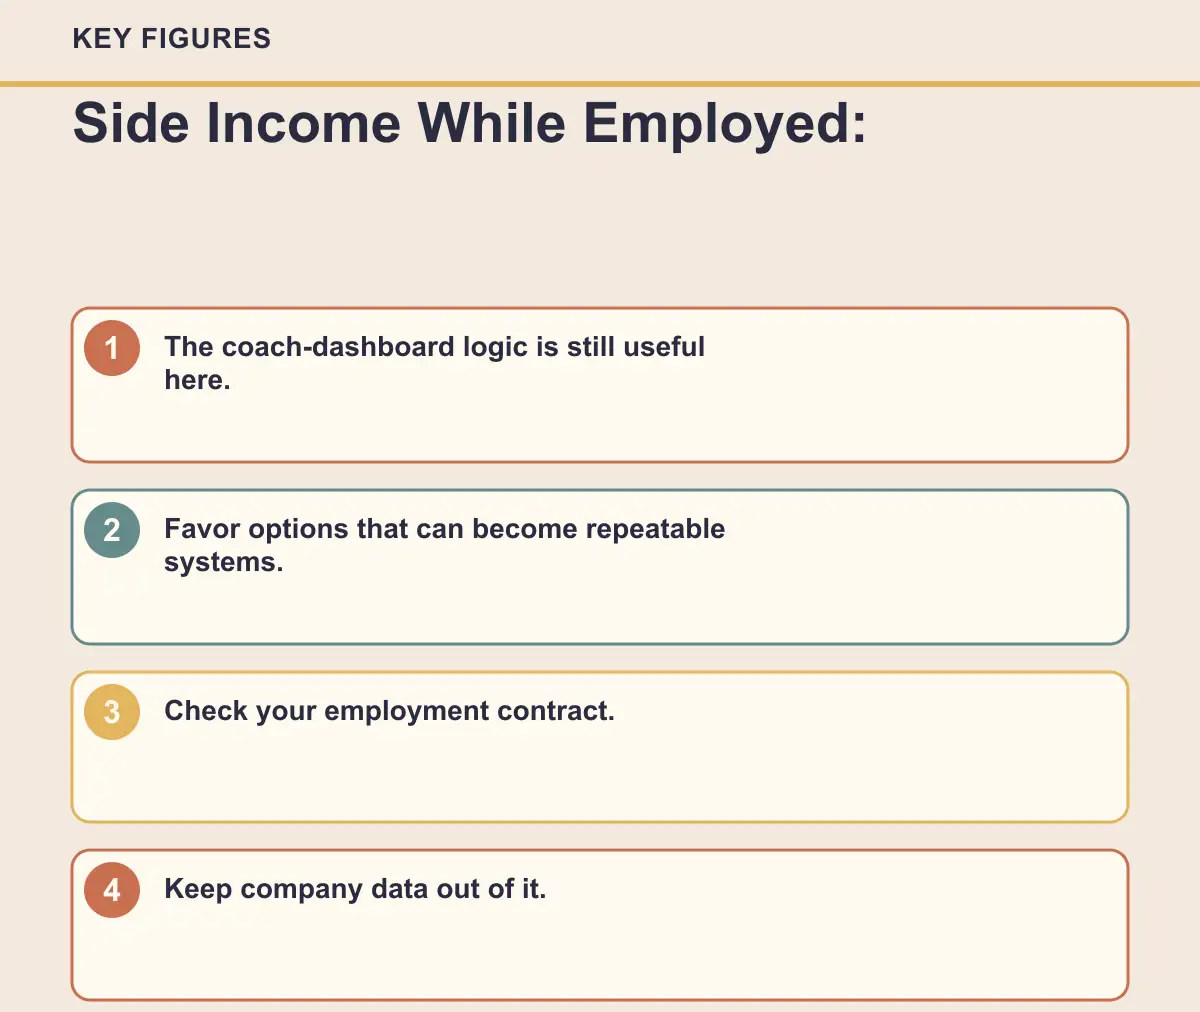 KEY FIGURES
Side Income While Employed:
1
The coach-dashboard logic is still useful
here.
2
Favor options that can become repeatable
systems.
3
Check your employment contract.
4
Keep company data out of it.